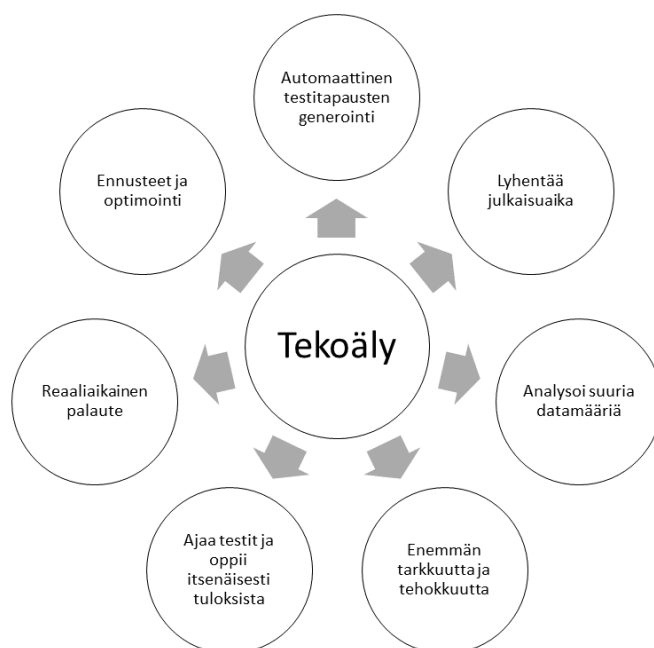 Automaattinen
testitapausten
generointi
Lyhentää
julkaisuaika
Analysoi suuria
datamääriä
Enemmän
tarkkuutta ja
tehokkuutta
Ajaa testit ja
oppii
itsenäisesti
tuloksista
Reaaliaikainen
palaute
Ennusteet ja
optimointi
Tekoäly